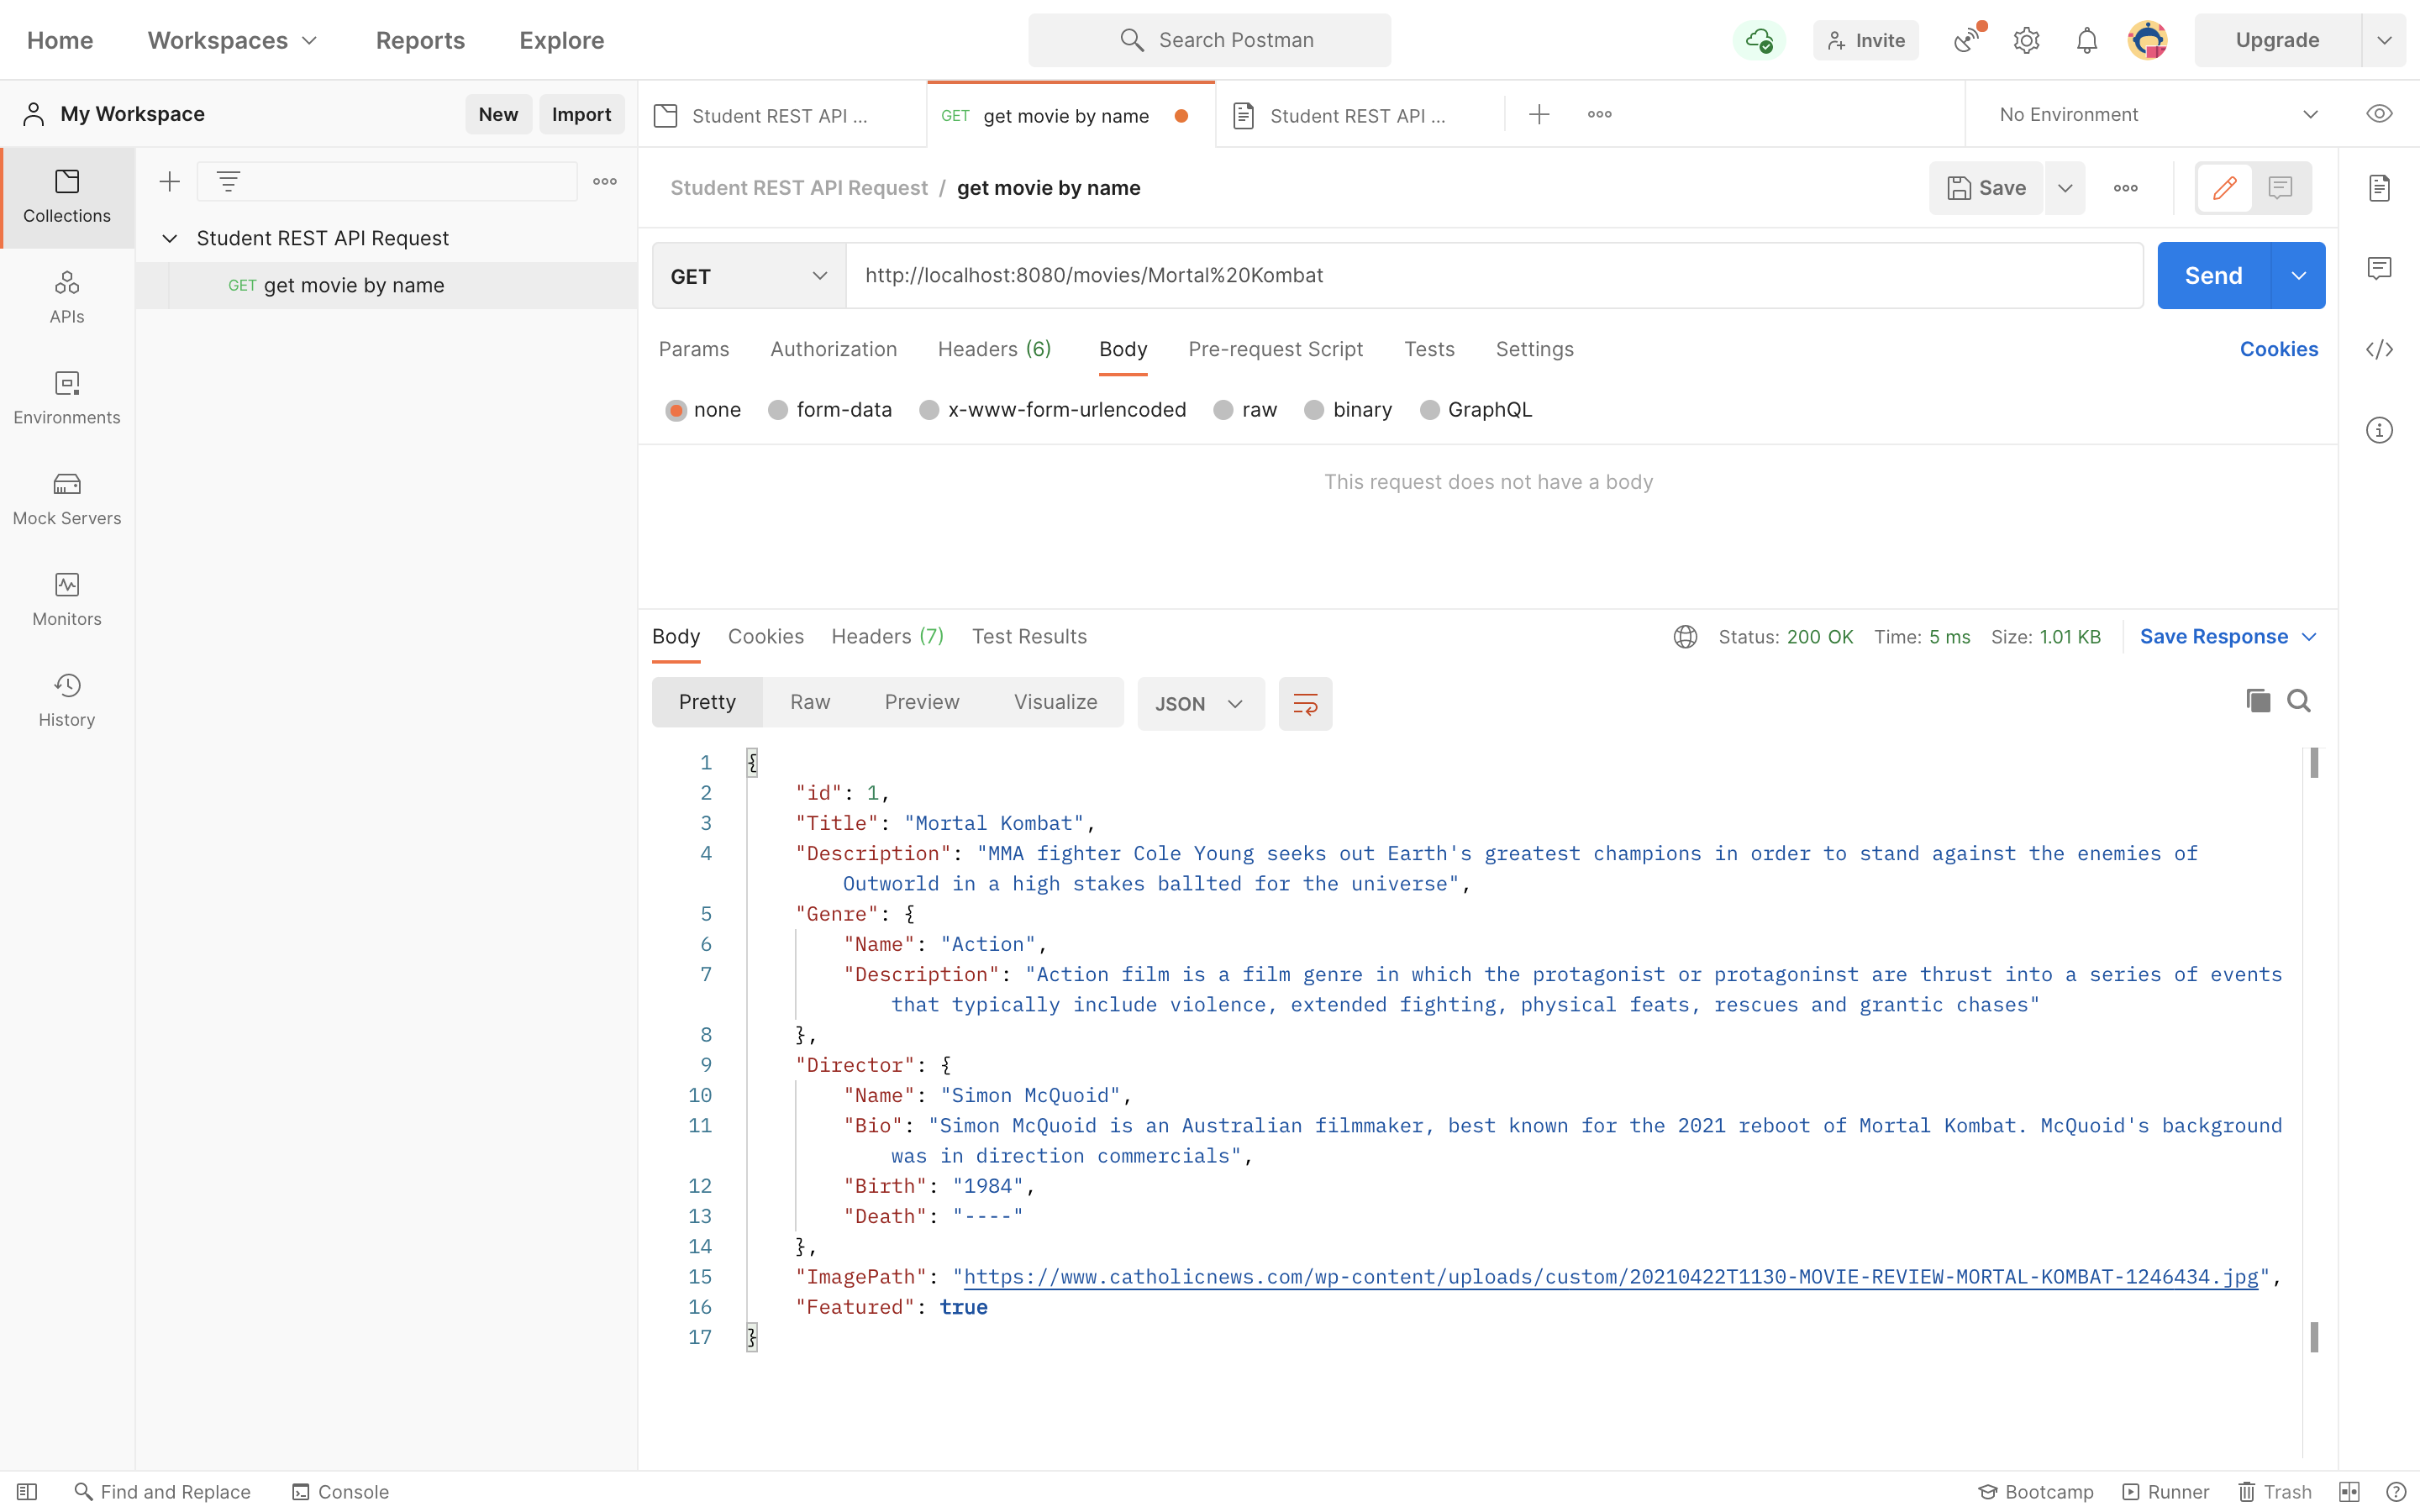 Home
Workspaces
Reports
Explore
Search Postman
Invite
Upgrade
My Workspace
New
Import
Student REST API ...
GET get movie by name
Student REST API ...
No Environment
Collections
APIs
Environments
Mock Servers
Monitors
History
Student REST API Request
GET get movie by name
Student REST API Request / get movie by name
Save
GET
http://localhost:8080/movies/Mortal%20Kombat
Send
Params
Authorization
Headers (6)
Body
Pre-request Script
Tests
Settings
Cookies
none
form-data
x-www-form-urlencoded
raw
binary
GraphQL
This request does not have a body
Body
Cookies
Headers (7)
Test Results
Status: 200 OK
Time: 5 ms
Size: 1.01 KB
Save Response
Pretty
Raw
Preview
Visualize
JSON
1 {
2 "id": 1,
3 "Title": "Mortal Kombat",
4 "Description": "MMA fighter Cole Young seeks out Earth's greatest champions in order to stand against the enemies of
Outworld in a high stakes ballted for the universe",
5 "Genre": {
6 "Name": "Action",
7 "Description": "Action film is a film genre in which the protagonist or protagoninst are thrust into a series of events
that typically include violence, extended fighting, physical feats, rescues and grantic chases"
8 },
9 "Director": {
10 "Name": "Simon McQuoid",
11 "Bio": "Simon McQuoid is an Australian filmmaker, best known for the 2021 reboot of Mortal Kombat. McQuoid's background
was in direction commercials",
12 "Birth": "1984",
13 "Death": "----"
14 },
15 "ImagePath": "https://www.catholicnews.com/wp-content/uploads/custom/20210422T1130-MOVIE-REVIEW-MORTAL-KOMBAT-1246434.jpg",
16 "Featured": true
17 }
Find and Replace
Console
Bootcamp
Runner
Trash